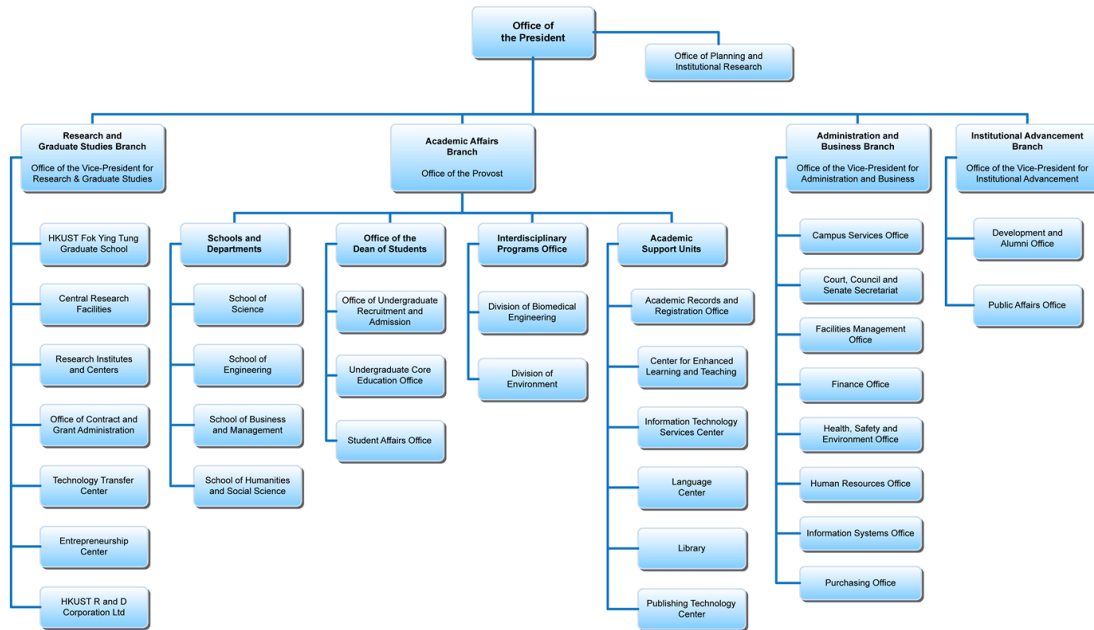 Office of
the President
Office of Planning and
Institutional Research
Research and
Graduate Studies Branch
Office of the Vice-President for
Research & Graduate Studies
Academic Affairs
Branch
Office of the Provost
Administration and
Business Branch
Office of the Vice-President for
Administration and Business
Institutional Advancement
Branch
Office of the Vice-President for
Institutional Advancement
HKUST Fok Ying Tung
Graduate School
Central Research
Facilities
Research Institutes
and Centers
Office of Contract and
Grant Administration
Technology Transfer
Center
Entrepreneurship
Center
HKUST R and D
Corporation Ltd
Schools and
Departments
School of
Science
School of
Engineering
School of Business
and Management
School of Humanities
and Social Science
Office of the
Dean of Students
Office of Undergraduate
Recruitment and
Admission
Undergraduate Core
Education Office
Student Affairs Office
Interdisciplinary
Programs Office
Division of Biomedical
Engineering
Division of
Environment
Academic
Support Units
Academic Records and
Registration Office
Center for Enhanced
Learning and Teaching
Information Technology
Services Center
Language
Center
Library
Publishing Technology
Center
Campus Services Office
Court, Council and
Senate Secretariat
Facilities Management
Office
Finance Office
Health, Safety and
Environment Office
Human Resources Office
Information Systems Office
Purchasing Office
Development and
Alumni Office
Public Affairs Office